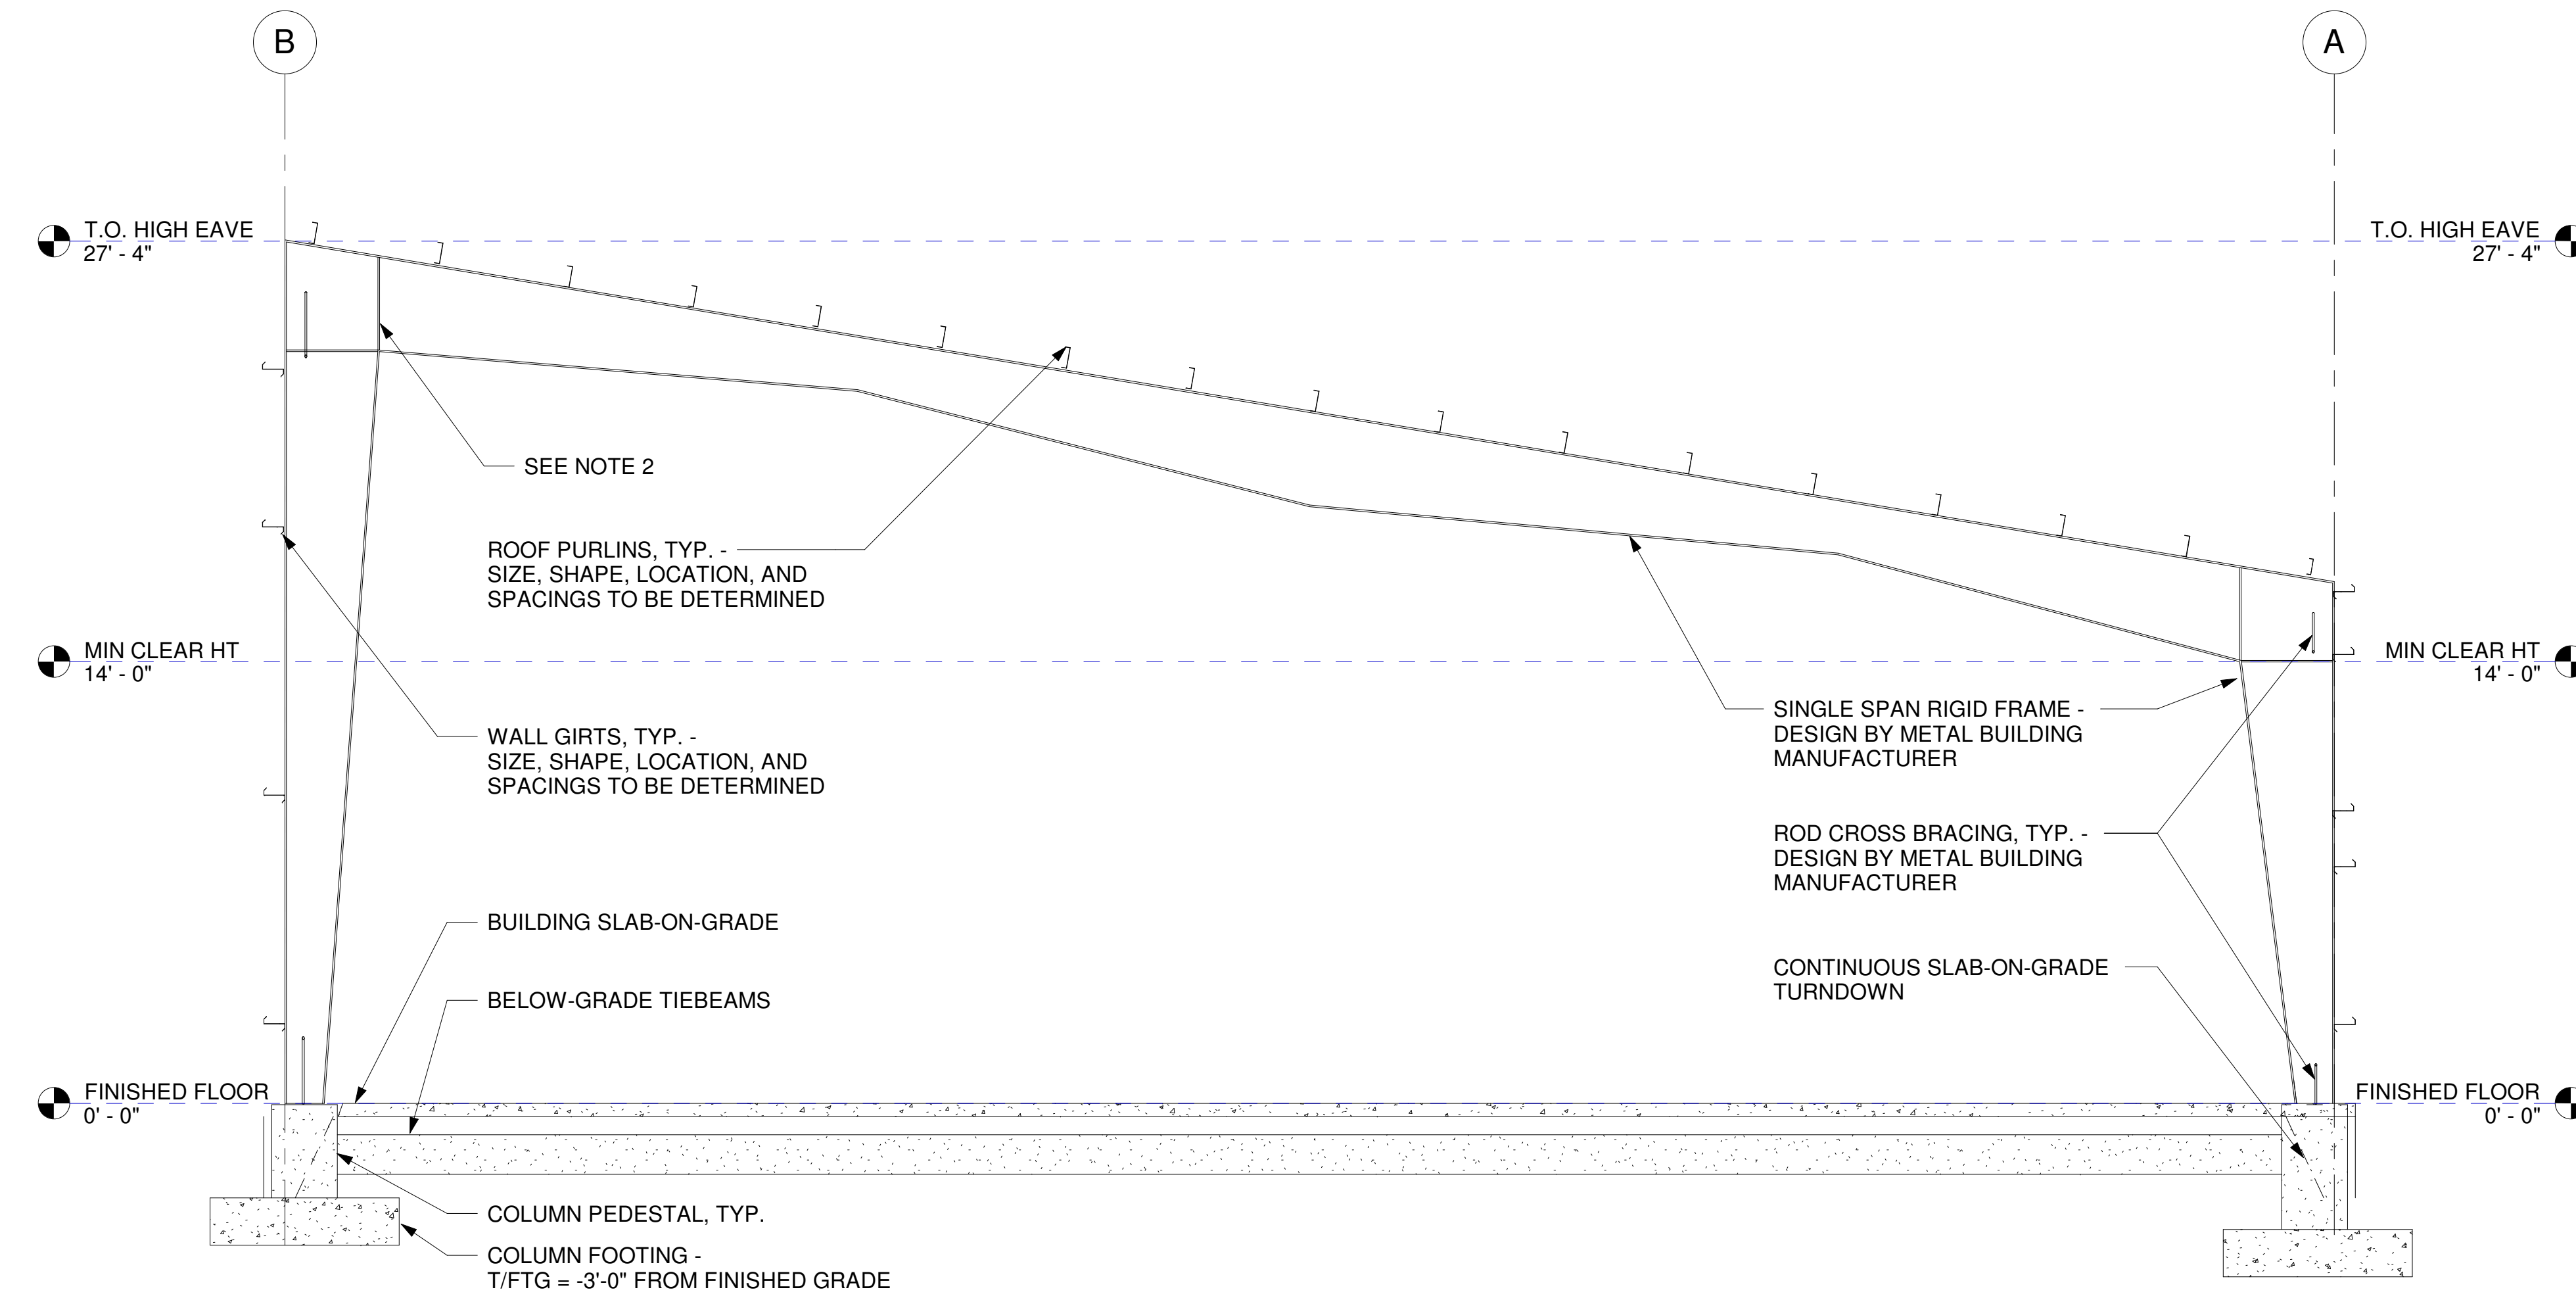 B
A
T.O. HIGH EAVE
27' - 4"
T.O. HIGH EAVE
27' - 4"
SEE NOTE 2
ROOF PURLINS, TYP. -
SIZE, SHAPE, LOCATION, AND
SPACINGS TO BE DETERMINED
MIN CLEAR HT
14' - 0"
MIN CLEAR HT
14' - 0"
WALL GIRTS, TYP. -
SIZE, SHAPE, LOCATION, AND
SPACINGS TO BE DETERMINED
SINGLE SPAN RIGID FRAME -
DESIGN BY METAL BUILDING
MANUFACTURER
ROD CROSS BRACING, TYP. -
DESIGN BY METAL BUILDING
MANUFACTURER
BUILDING SLAB-ON-GRADE
BELOW-GRADE TIEBEAMS
CONTINUOUS SLAB-ON-GRADE
TURNDOWN
FINISHED FLOOR
0' - 0"
FINISHED FLOOR
0' - 0"
COLUMN PEDESTAL, TYP.
COLUMN FOOTING -
T/FTG = -3'-0" FROM FINISHED GRADE